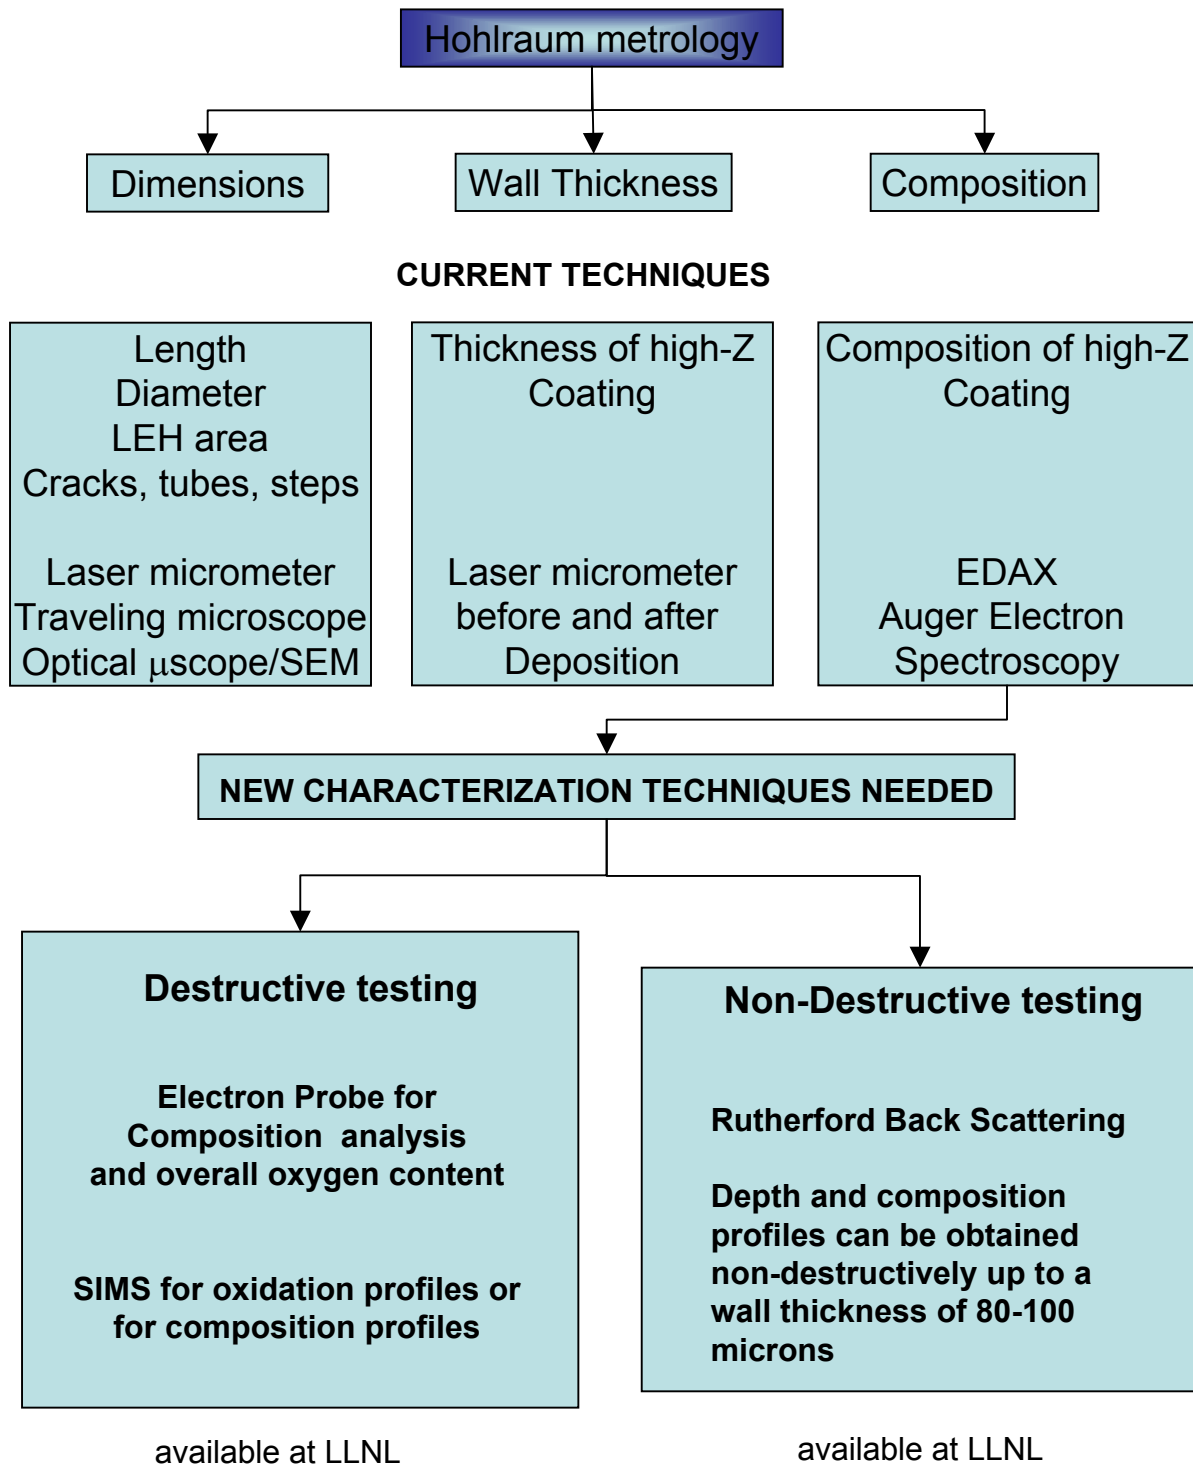 Hohlraum metrology
Dimensions
Wall Thickness
Composition
CURRENT TECHNIQUES
Length
Diameter
LEH area
Cracks, tubes, steps
Laser micrometer
Traveling microscope
Optical μscope/SEM
Thickness of high-Z
Coating
Laser micrometer
before and after
Deposition
Composition of high-Z
Coating
EDAX
Auger Electron
Spectroscopy
NEW CHARACTERIZATION TECHNIQUES NEEDED
Destructive testing
Electron Probe for
Composition analysis
and overall oxygen content
SIMS for oxidation profiles or
for composition profiles
available at LLNL
Non-Destructive testing
Rutherford Back Scattering
Depth and composition
profiles can be obtained
non-destructively up to a
wall thickness of 80-100
microns
available at LLNL